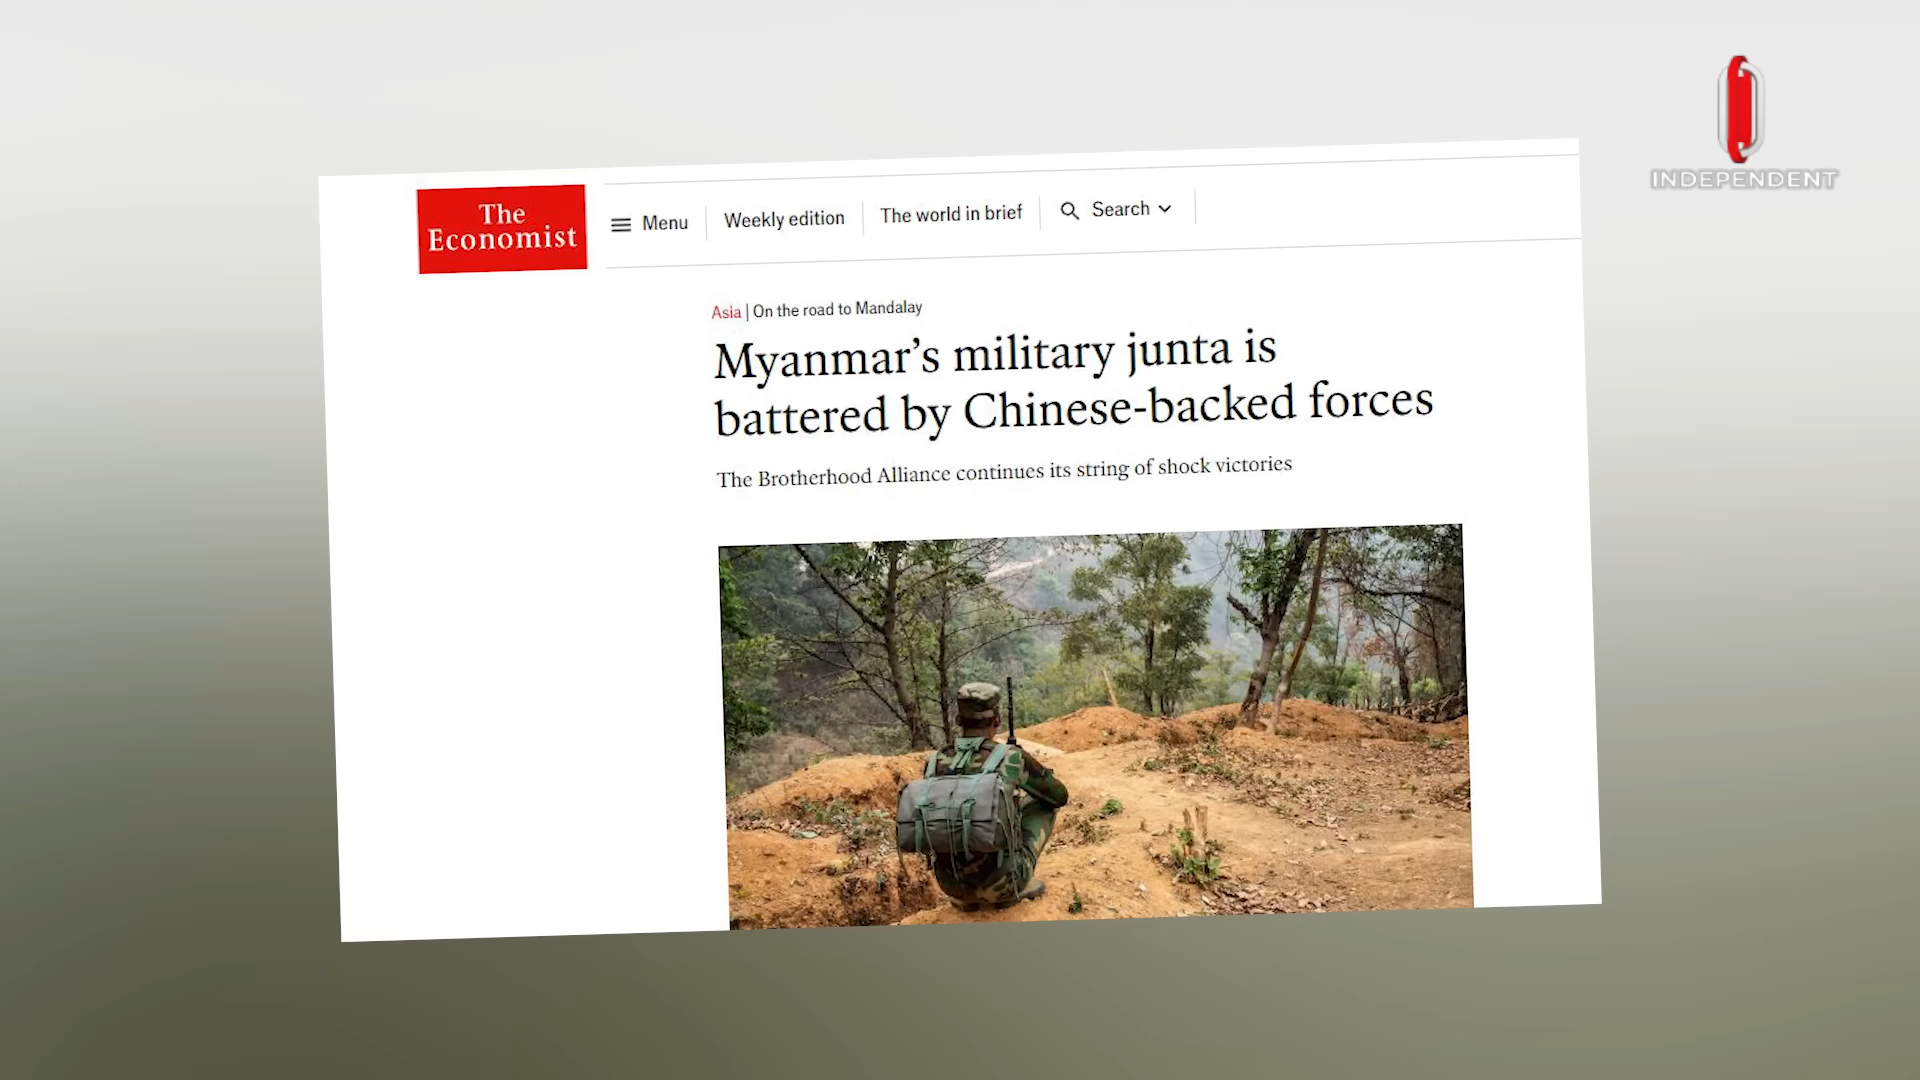 INDEPENDENT
The
Economist
Menu
Weekly edition
The world in brief
Search
Asia | On the road to Mandalay
Myanmar's military junta is
battered by Chinese-backed forces
The Brotherhood Alliance continues its string of shock victories